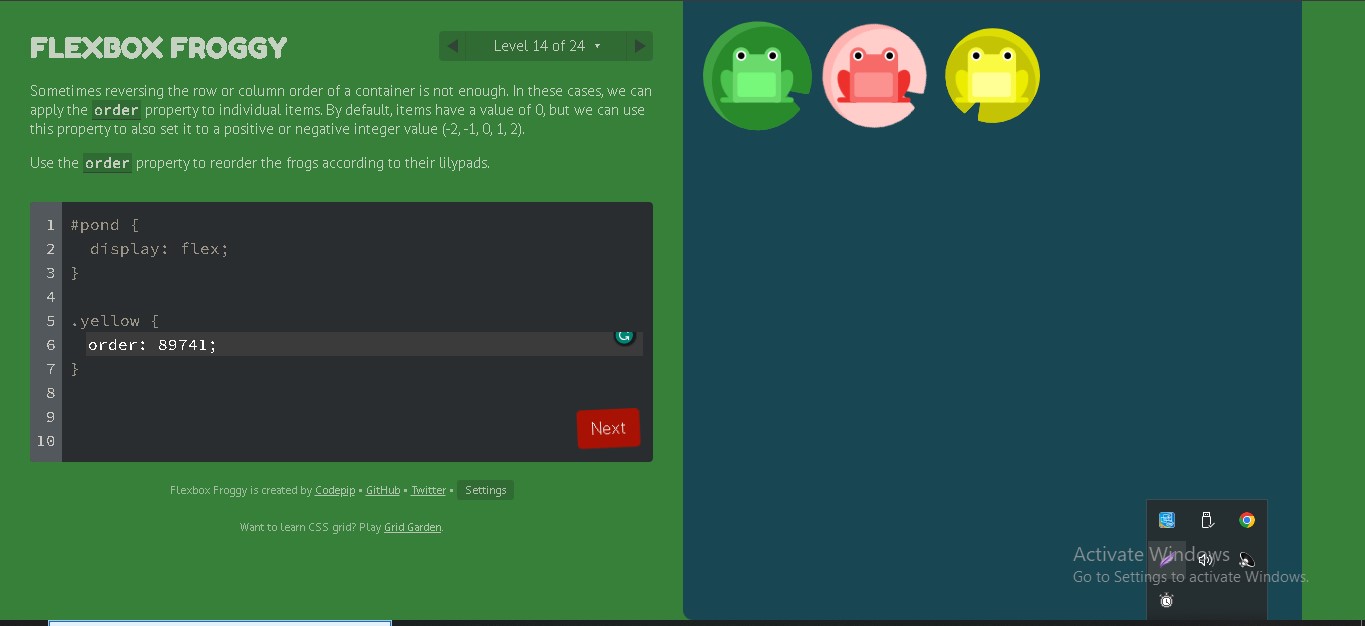 FLEXBOX FROGGY
Level 14 of 24
Sometimes reversing the row or column order of a container is not enough. In these cases, we can
apply the order property to individual items. By default, items have a value of 0, but we can use
this property to also set it to a positive or negative integer value (-2, -1, 0, 1, 2).
Use the order property to reorder the frogs according to their lilypads.
1 #pond {
2 display: flex;
3 }
4
5 .yellow {
6 order: 89741;
7 }
8
9
10
Next
Flexbox Froggy is created by Codepip • GitHub • Twitter • Settings
Want to learn CSS grid? Play Grid Garden.
Activate Windows
Go to Settings to activate Windows.